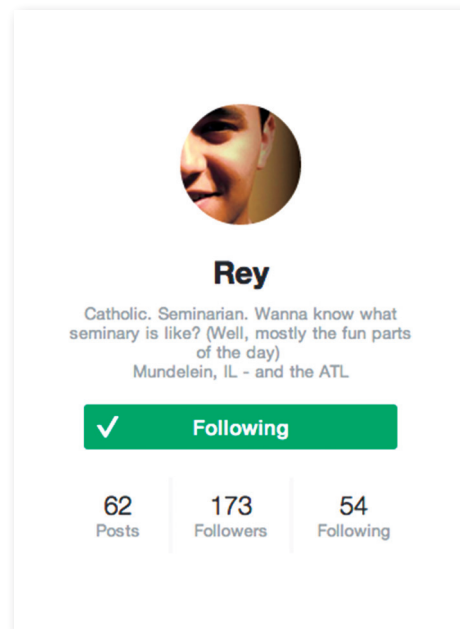 Rey
Catholic. Seminarian. Wanna know what
seminary is like? (Well, mostly the fun parts
of the day)
Mundelein, IL - and the ATL
Following
62 173 54
Posts Followers Following